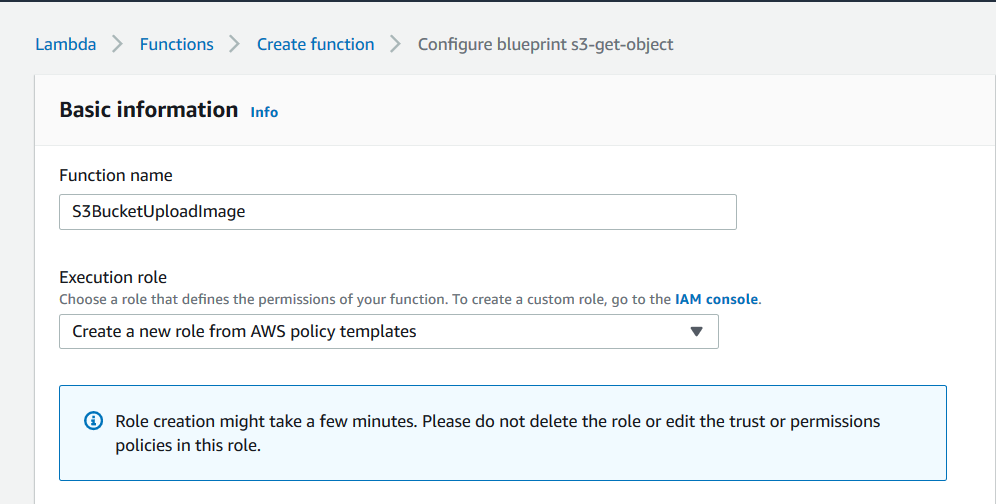 Lambda > Functions > Create function > Configure blueprint s3-get-object
Basic information Info
Function name
S3BucketUploadImage
Execution role
Choose a role that defines the permissions of your function. To create a custom role, go to the IAM console.
Create a new role from AWS policy templates
Role creation might take a few minutes. Please do not delete the role or edit the trust or permissions
policies in this role.